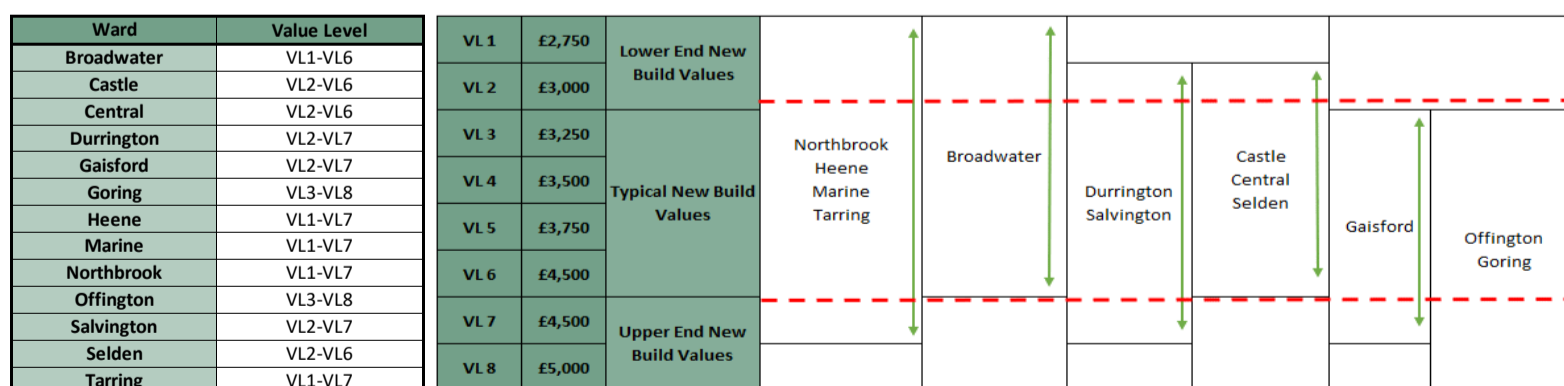 Ward Value Level
Broadwater VL1-VL6
Castle VL2-VL6
Central VL2-VL6
Durrington VL2-VL7
Gaisford VL2-VL7
Goring VL3-VL8
Heene VL1-VL7
Marine VL1-VL7
Northbrook VL1-VL7
Offington VL3-VL8
Salvington VL2-VL7
Selden VL2-VL6
Tarring VL1-VL7
VL 1 £2,750
VL 2 £3,000
VL 3 £3,250
VL 4 £3,500
VL 5 £3,750
VL 6 £4,500
VL 7 £4,500
VL 8 £5,000
Lower End New
Build Values
Typical New Build
Values
Upper End New
Build Values
Northbrook
Heene
Marine
Tarring
Broadwater
Durrington
Salvington
Castle
Central
Selden
Gaisford
Offington
Goring